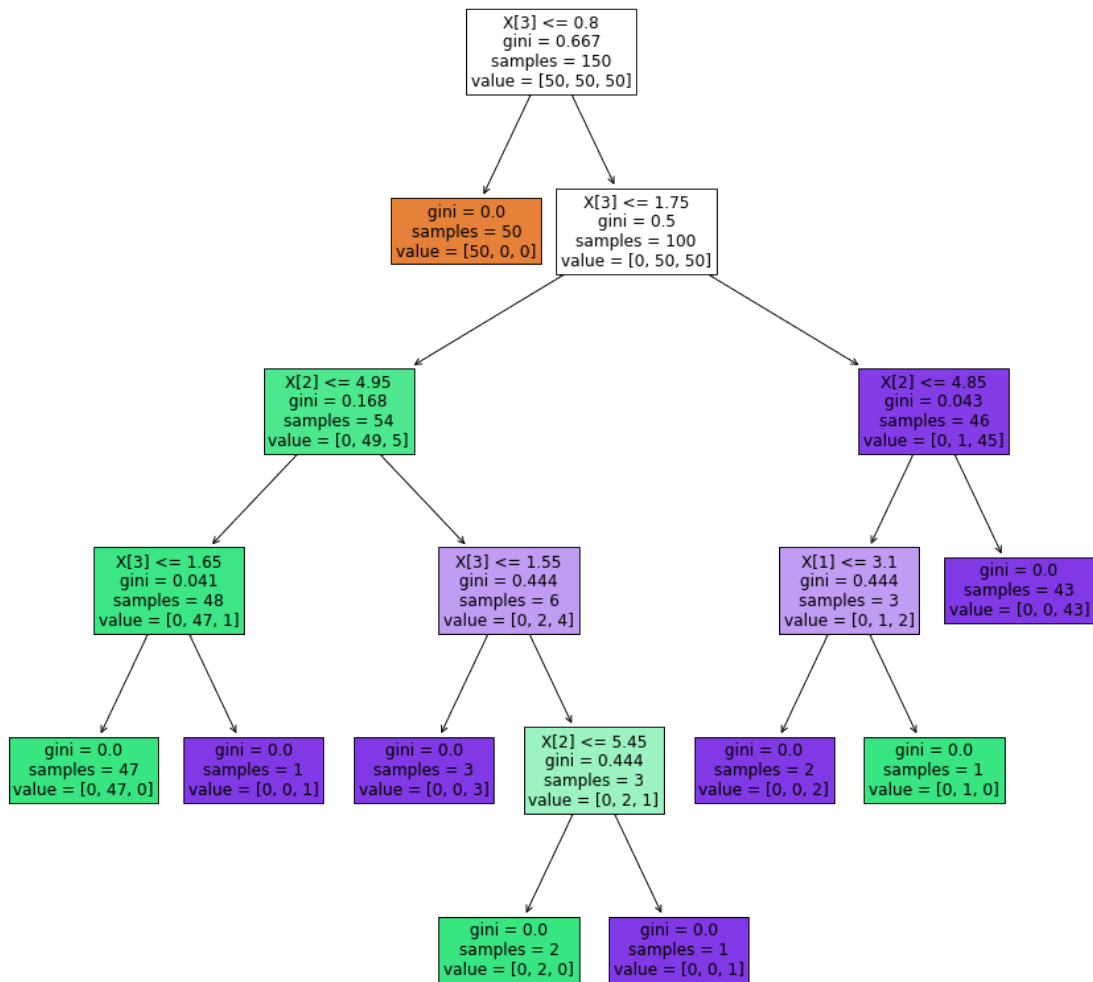 X[3] <= 0.8
gini = 0.667
samples = 150
value = [50, 50, 50]
gini = 0.0
samples = 50
value = [50, 0, 0]
X[3] <= 1.75
gini = 0.5
samples = 100
value = [0, 50, 50]
X[2] <= 4.95
gini = 0.168
samples = 54
value = [0, 49, 5]
X[2] <= 4.85
gini = 0.043
samples = 46
value = [0, 1, 45]
X[3] <= 1.65
gini = 0.041
samples = 48
value = [0, 47, 1]
X[3] <= 1.55
gini = 0.444
samples = 6
value = [0, 2, 4]
X[1] <= 3.1
gini = 0.444
samples = 3
value = [0, 1, 2]
gini = 0.0
samples = 43
value = [0, 0, 43]
gini = 0.0
samples = 47
value = [0, 47, 0]
gini = 0.0
samples = 1
value = [0, 0, 1]
gini = 0.0
samples = 3
value = [0, 0, 3]
X[2] <= 5.45
gini = 0.444
samples = 3
value = [0, 2, 1]
gini = 0.0
samples = 2
value = [0, 0, 2]
gini = 0.0
samples = 1
value = [0, 1, 0]
gini = 0.0
samples = 2
value = [0, 2, 0]
gini = 0.0
samples = 1
value = [0, 0, 1]